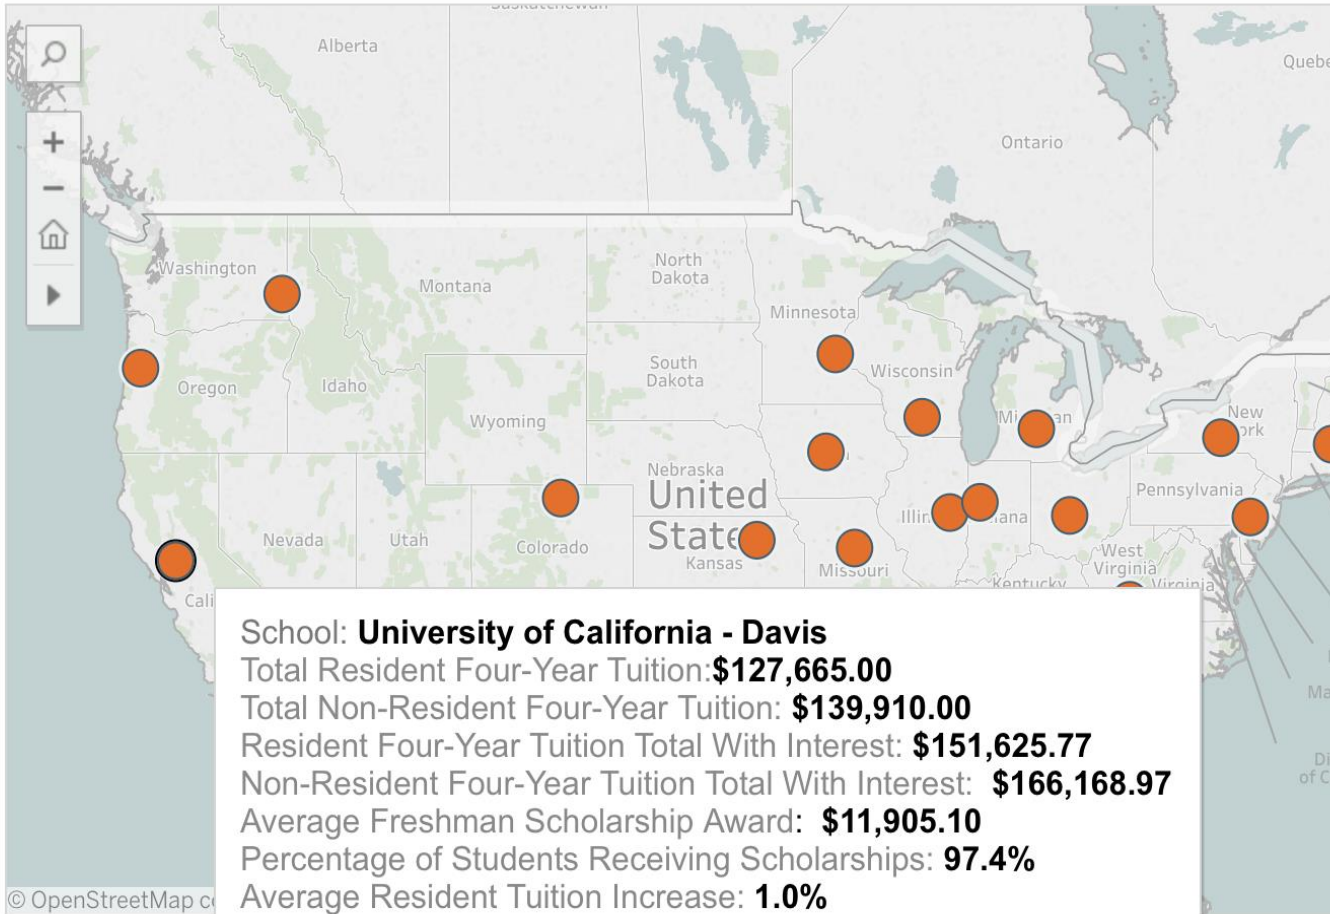 Alberta
Ontario
Washington
Montana
North
Dakota
Minnesota
Oregon
Idaho
South
Dakota
Wisconsin
Wyoming
New
Nebraska
United
Pennsylvania
Nevada
Utah
Colorado
Kansas
Missouri
West
Virginia
Kentucky
Virginia
School: University of California - Davis
Total Resident Four-Year Tuition:$127,665.00
Total Non-Resident Four-Year Tuition: $139,910.00
Resident Four-Year Tuition Total With Interest: $151,625.77
Non-Resident Four-Year Tuition Total With Interest: $166,168.97
Average Freshman Scholarship Award: $11,905.10
Percentage of Students Receiving Scholarships: 97.4%
Average Resident Tuition Increase: 1.0%
© OpenStreetMap